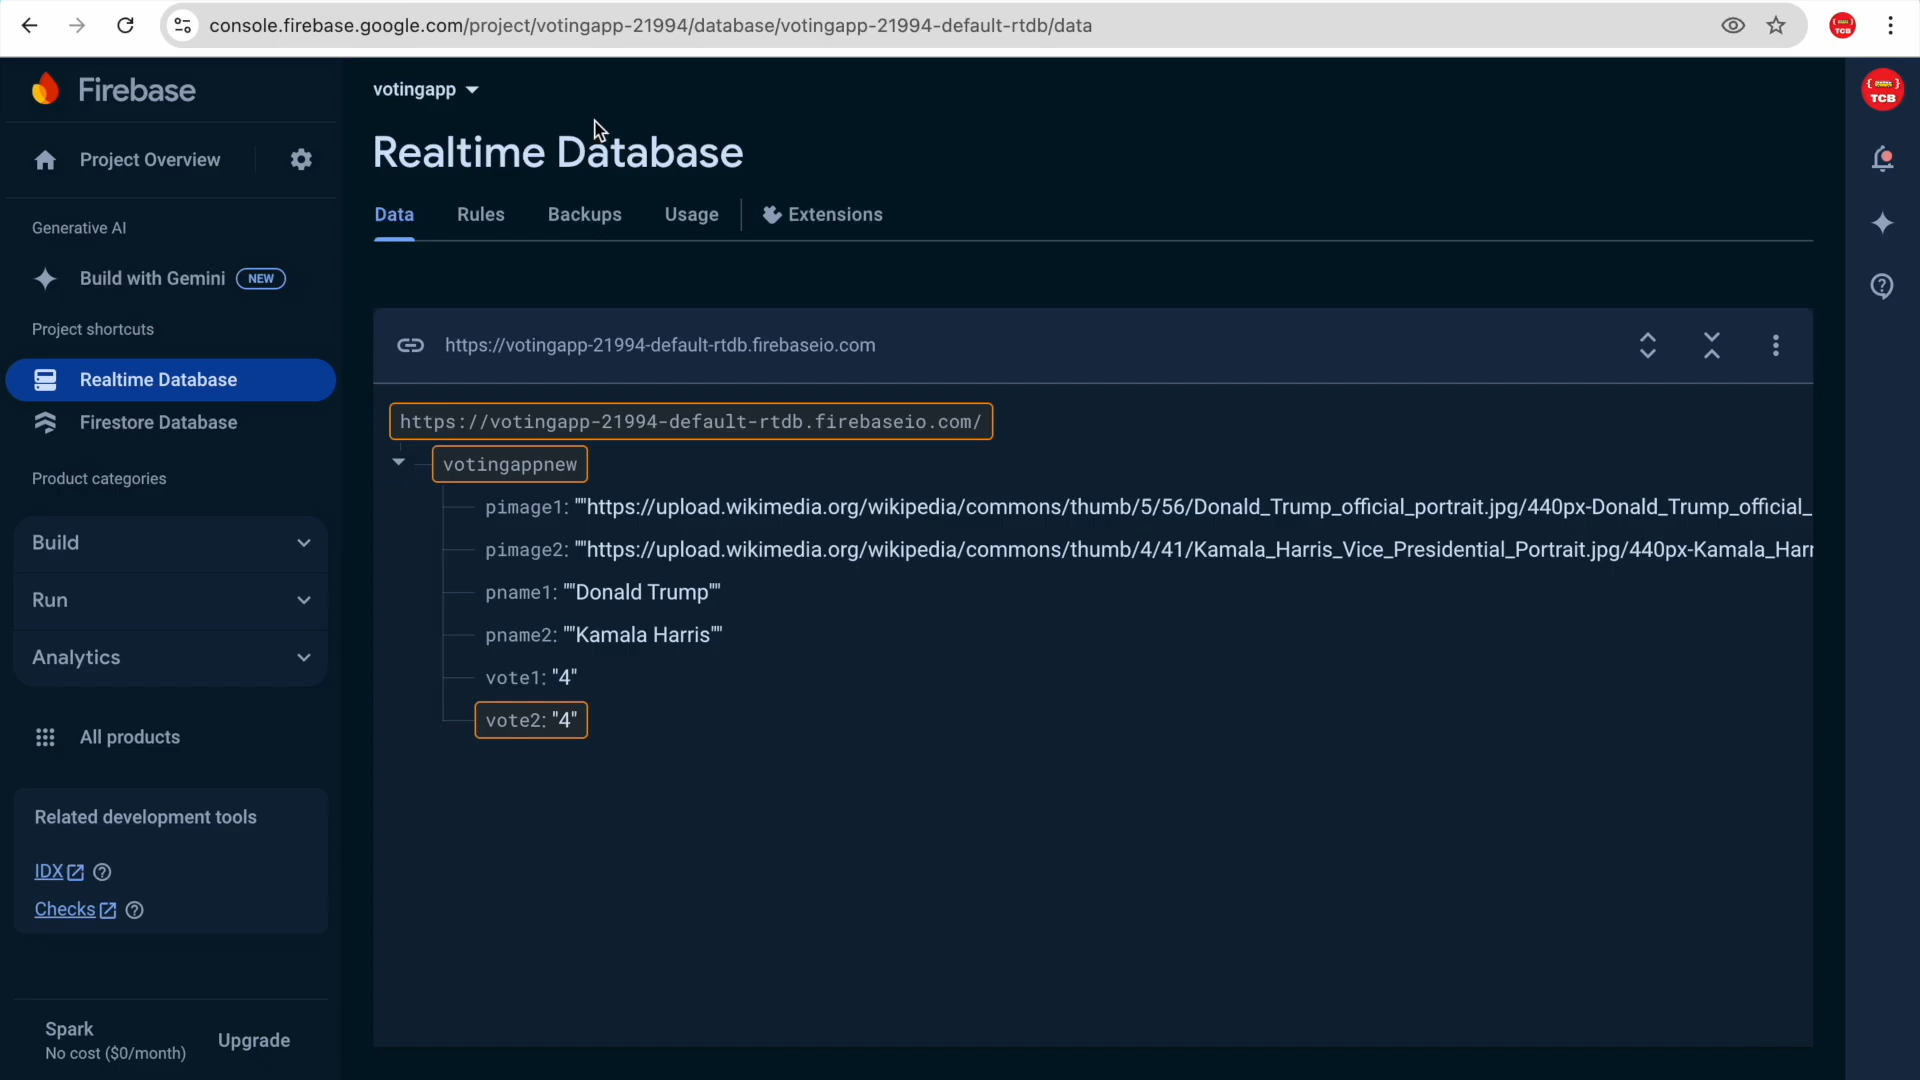 console.firebase.google.com/project/votingapp-21994/database/votingapp-21994-default-rtdb/data
TCB
Firebase
votingapp
TCB
Project Overview
Realtime Database
Generative AI
Data Rules Backups Usage Extensions
Build with Gemini NEW
Project shortcuts
https://votingapp-21994-default-rtdb.firebaseio.com
Realtime Database
Firestore Database
https://votingapp-21994-default-rtdb.firebaseio.com/
votingappnew
Product categories
pimage1: ""https://upload.wikimedia.org/wikipedia/commons/thumb/5/56/Donald_Trump_official_portrait.jpg/440px-Donald_Trump_official_
pimage2: ""https://upload.wikimedia.org/wikipedia/commons/thumb/4/41/Kamala_Harris_Vice_Presidential_Portrait.jpg/440px-Kamala_Harr
pname1: ""Donald Trump""
pname2: ""Kamala Harris""
vote1: "4"
vote2: "4"
Build
Run
Analytics
All products
Related development tools
IDX
Checks
Spark
No cost ($0/month)
Upgrade